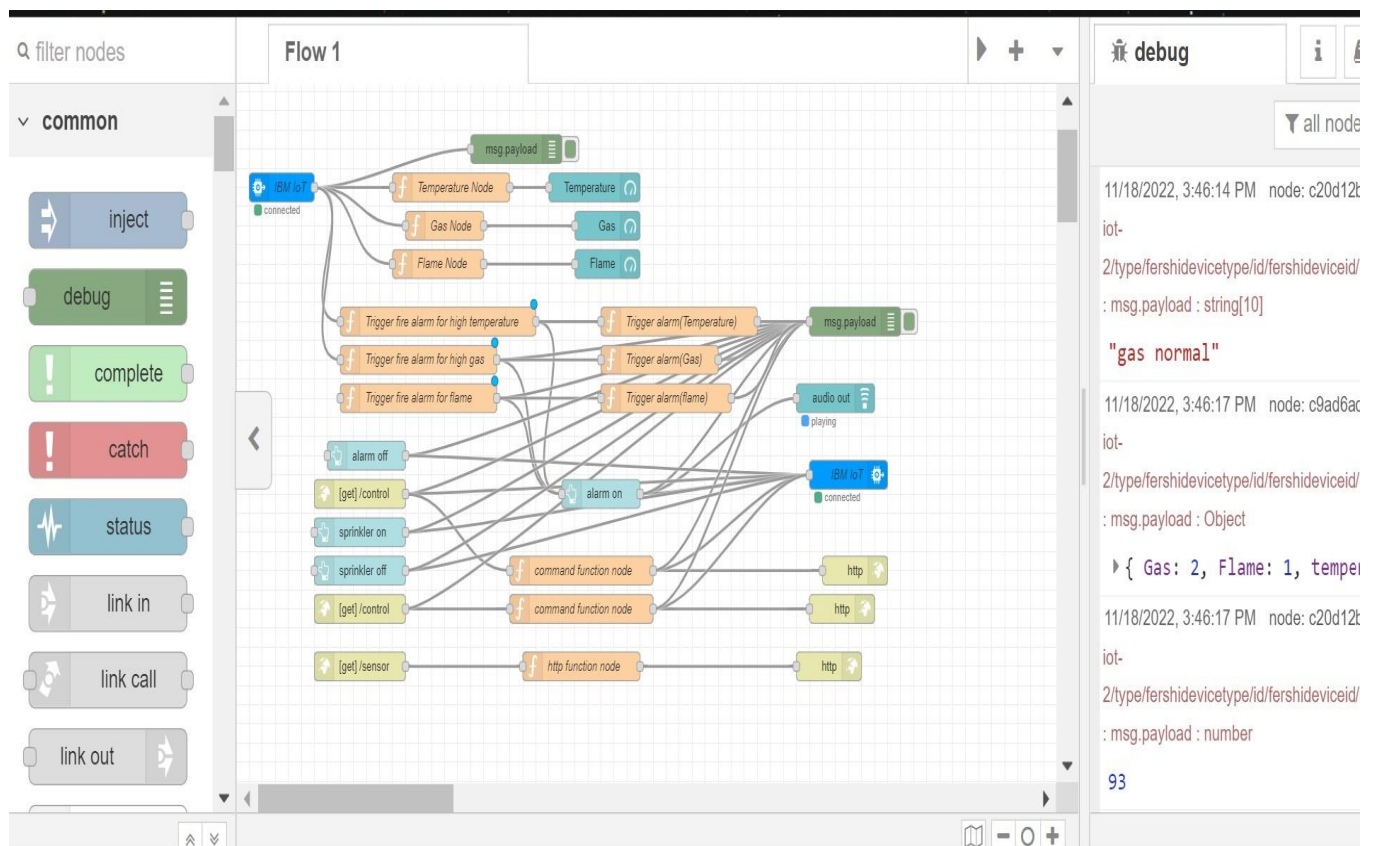 filter nodes
common
inject
debug
complete
catch
status
link in
link call
link out
Flow 1
msg.payload
IBM IoT
connected
Temperature Node
Temperature
Gas Node
Gas
Flame Node
Flame
Trigger fire alarm for high temperature
Trigger alarm(Temperature)
msg.payload
Trigger fire alarm for high gas
Trigger alarm(Gas)
Trigger fire alarm for flame
Trigger alarm(flame)
audio out
playing
alarm off
IBM IoT
connected
[get] /control
alarm on
sprinkler on
sprinkler off
command function node
http
[get] /control
command function node
http
[get] /sensor
http function node
http
debug
i
all node
11/18/2022, 3:46:14 PM node: c20d12b
iot-
2/type/fershidevicetype/id/fershideviceid/
: msg.payload : string[10]
"gas normal"
11/18/2022, 3:46:17 PM node: c9ad6ac
iot-
2/type/fershidevicetype/id/fershideviceid/
: msg.payload : Object
{ Gas: 2, Flame: 1, temper
11/18/2022, 3:46:17 PM node: c20d12b
iot-
2/type/fershidevicetype/id/fershideviceid/
: msg.payload : number
93